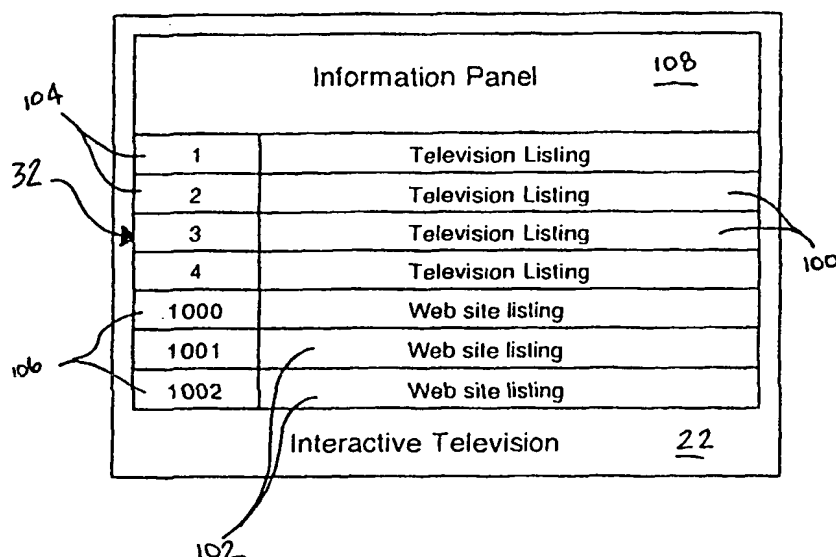 Information Panel 108
104
1 Television Listing
32
2 Television Listing
3 Television Listing
100
4 Television Listing
1000 Web site listing
106
1001 Web site listing
1002 Web site listing
Interactive Television 22
102